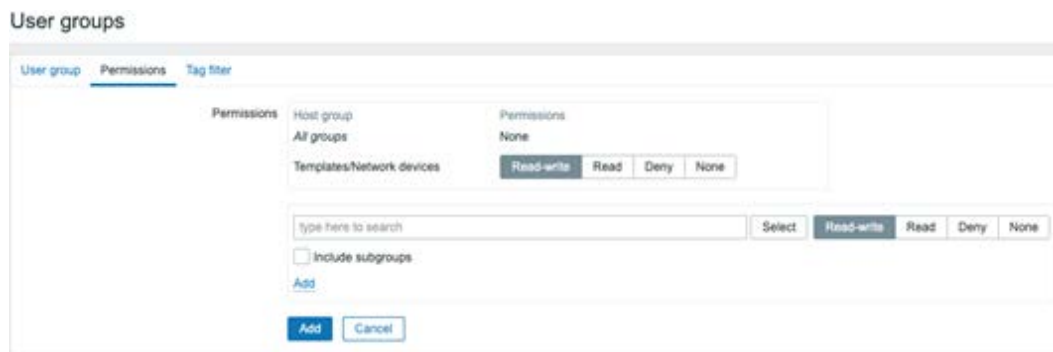 User groups
User group Permissions Tag filter
Permissions Host group Permissions
All groups None
Templates/Network devices Read-write Read Deny None
type here to search Select Read-write Read Deny None
Include subgroups
Add
Add Cancel